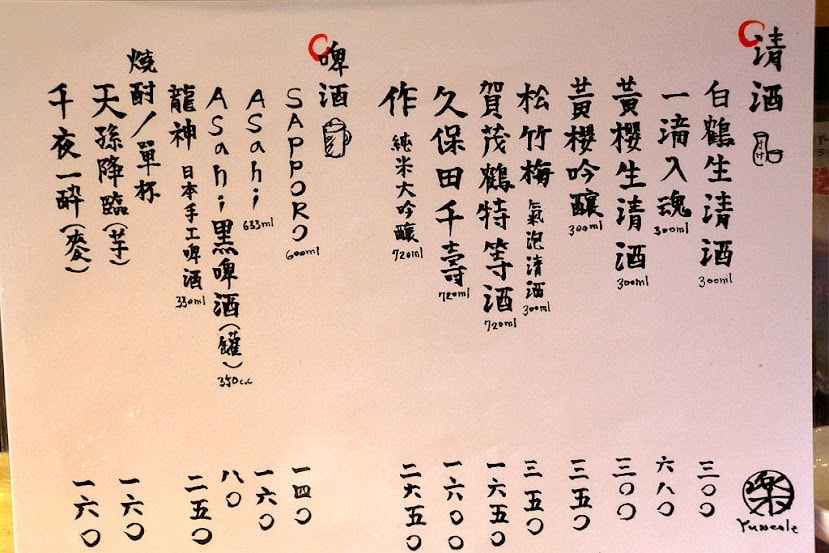 清酒
白鶴生清酒 300ml 三〇〇
一滴入魂 300ml 六八〇
黃櫻生清酒 300ml 三〇〇
黃櫻吟釀 300ml 三五〇
松竹梅 氣泡清酒 300ml 三五〇
賀茂鶴特等酒 720ml 一六五〇
久保田千壽 720ml 一六〇〇
作 純米大吟釀 720ml 二六五〇
啤酒
SAPPORO 600ml 一四〇
ASahi 633ml 一六〇
ASahi黑啤酒(罐) 350c.c 八〇
龍神 日本手工啤酒 330ml 二五〇
燒酎/單杯
天孫降臨(芋) 一六〇
千夜一醉(麥) 一六〇
楽